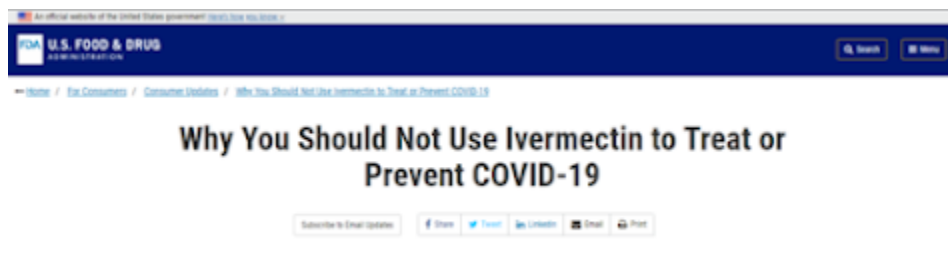 An official website of the United States government Here's how you know
FDA U.S. FOOD & DRUG
ADMINISTRATION
Search Menu
Home / For Consumers / Consumer Updates / Why You Should Not Use Ivermectin to Treat or Prevent COVID-19
Why You Should Not Use Ivermectin to Treat or
Prevent COVID-19
Subscribe to Email Updates Share Tweet Linkedin Email Print